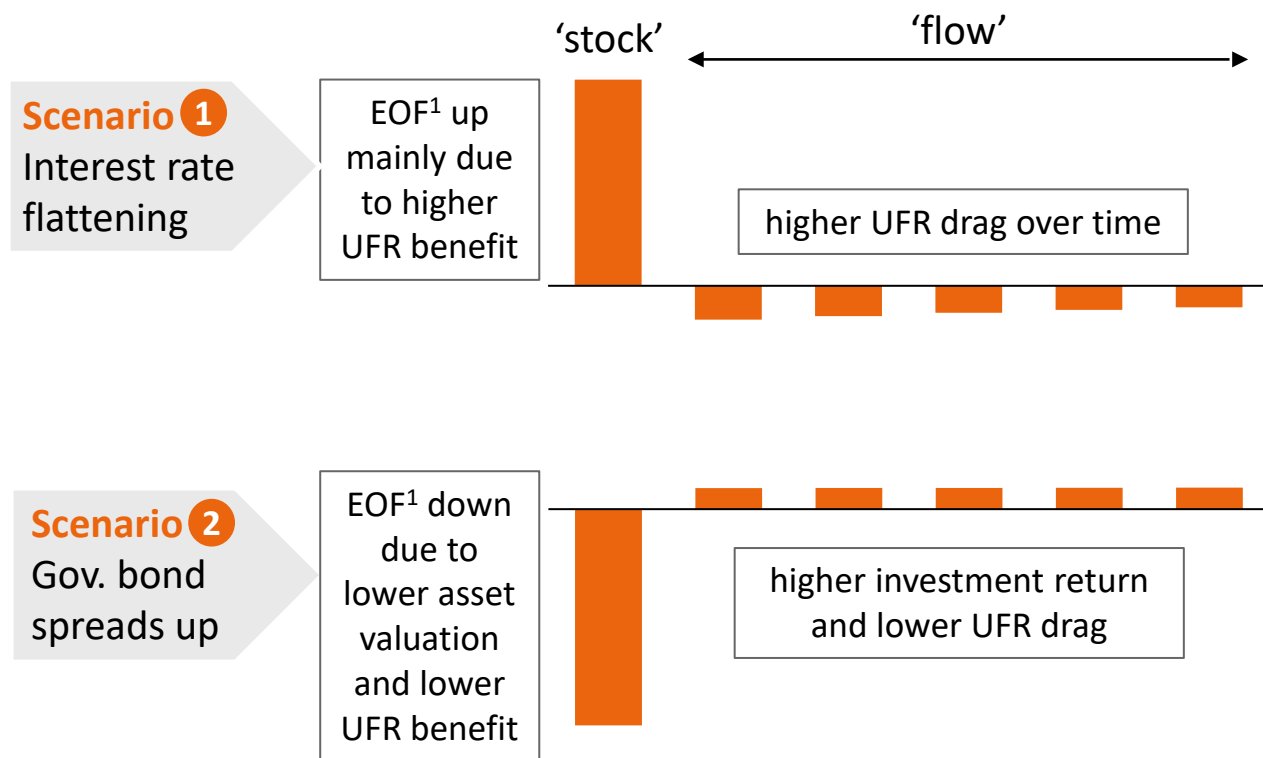 ‘stock’
‘flow’
Scenario 1
Interest rate
flattening
EOF¹ up
mainly due
to higher
UFR benefit
higher UFR drag over time
Scenario 2
Gov. bond
spreads up
EOF¹ down
due to
lower asset
valuation
and lower
UFR benefit
higher investment return
and lower UFR drag